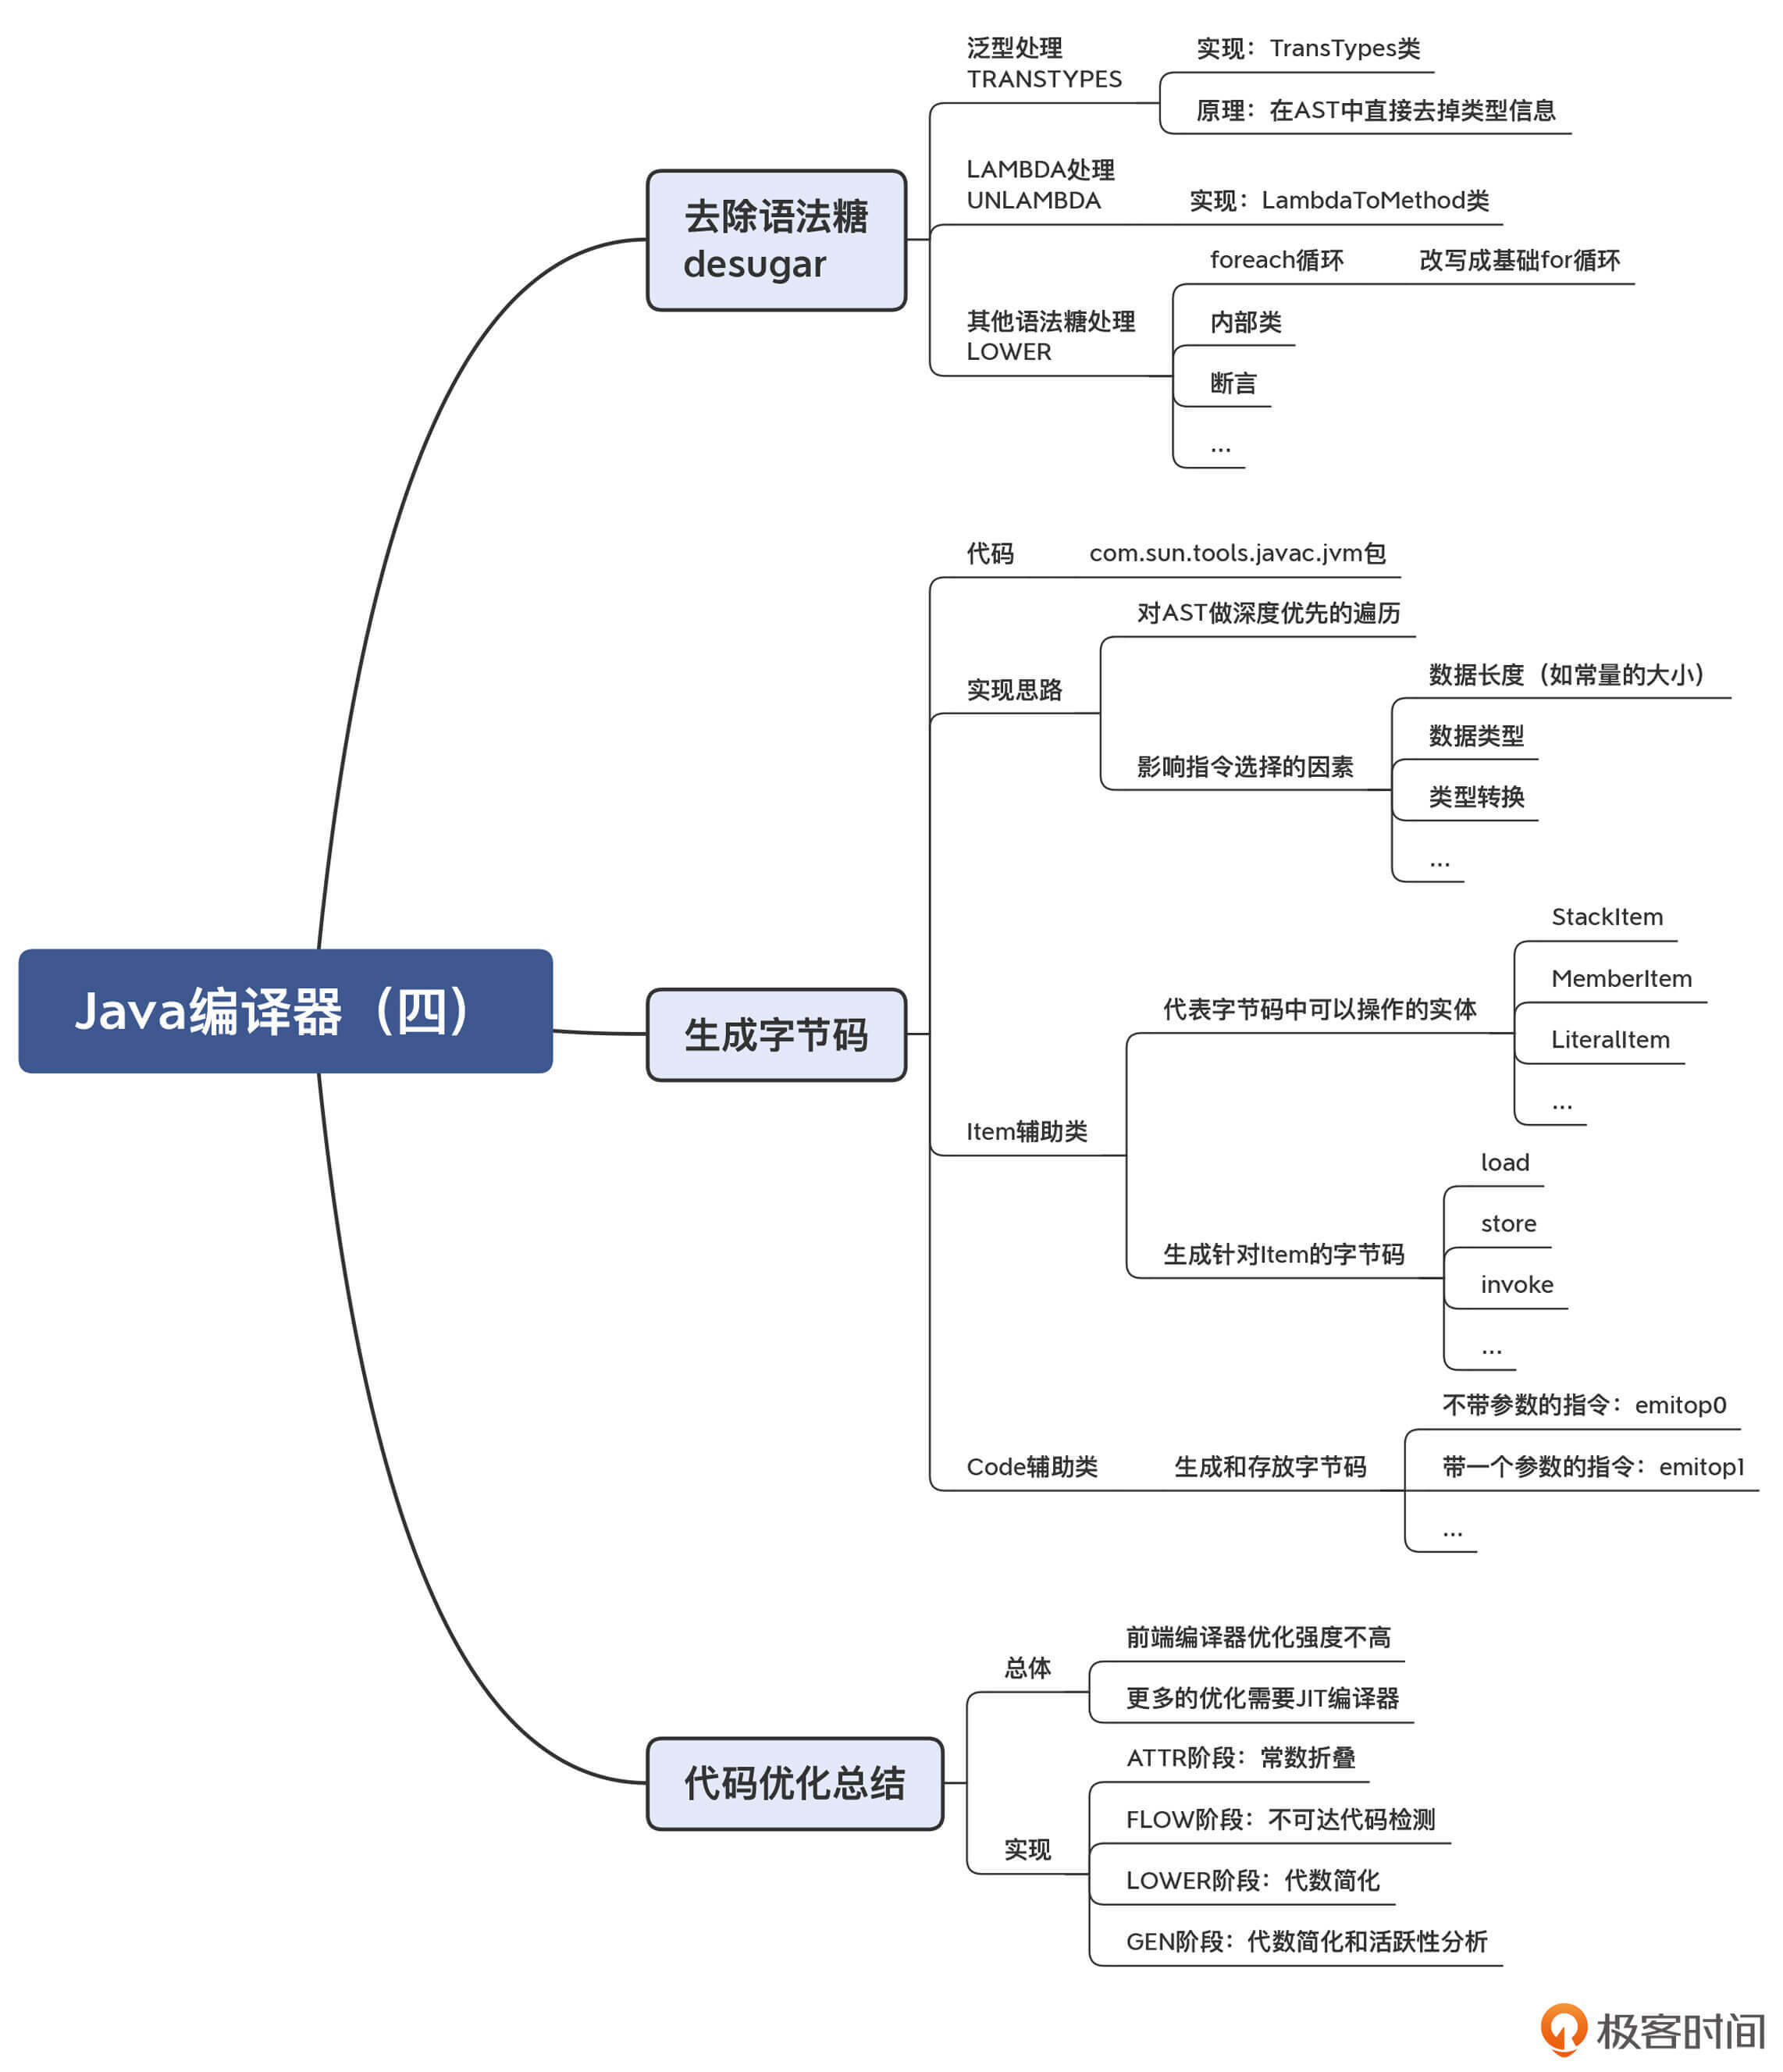 泛型处理
TRANSTYPES
实现：TransTypes类
原理：在AST中直接去掉类型信息
LAMBDA处理
UNLAMBDA
实现：LambdaToMethod类
去除语法糖
desugar
foreach循环
改写成基础for循环
其他语法糖处理
LOWER
内部类
断言
...
代码
com.sun.tools.javac.jvm包
对AST做深度优先的遍历
实现思路
数据长度（如常量的大小）
数据类型
影响指令选择的因素
类型转换
...
Java编译器（四）
生成字节码
StackItem
MemberItem
代表字节码中可以操作的实体
LiteralItem
...
Item辅助类
load
store
生成针对Item的字节码
invoke
...
不带参数的指令：emitop0
Code辅助类
生成和存放字节码
带一个参数的指令：emitop1
...
前端编译器优化强度不高
总体
更多的优化需要JIT编译器
代码优化总结
ATTR阶段：常数折叠
FLOW阶段：不可达代码检测
实现
LOWER阶段：代数简化
GEN阶段：代数简化和活跃性分析
极客时间